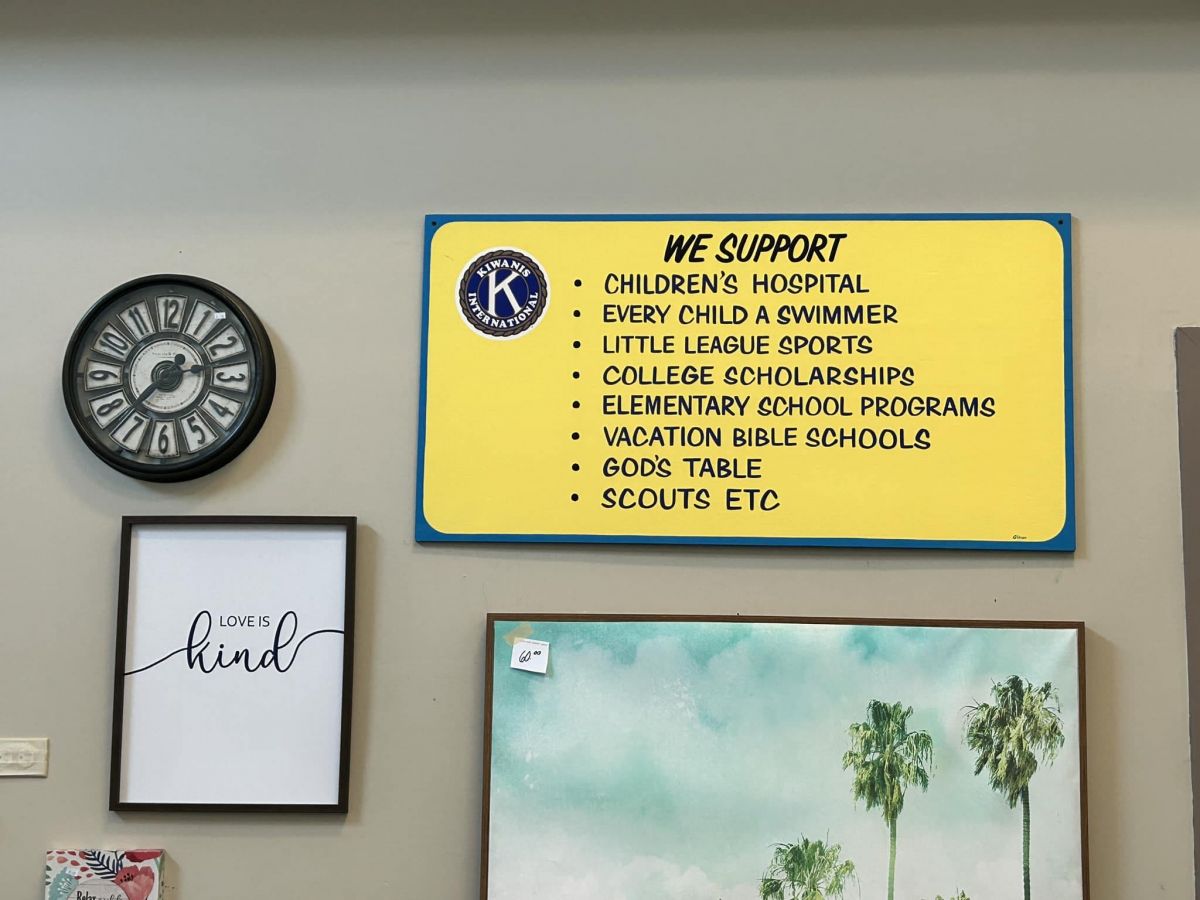 WE SUPPORT
KIWANIS
K
INTERNATIONAL
• CHILDREN'S HOSPITAL
• EVERY CHILD A SWIMMER
• LITTLE LEAGUE SPORTS
• COLLEGE SCHOLARSHIPS
• ELEMENTARY SCHOOL PROGRAMS
• VACATION BIBLE SCHOOLS
• GOD'S TABLE
• SCOUTS ETC
12
1
2
3
4
5
6
7
8
9
10
11
LOVE IS
kind
60.00
Relax